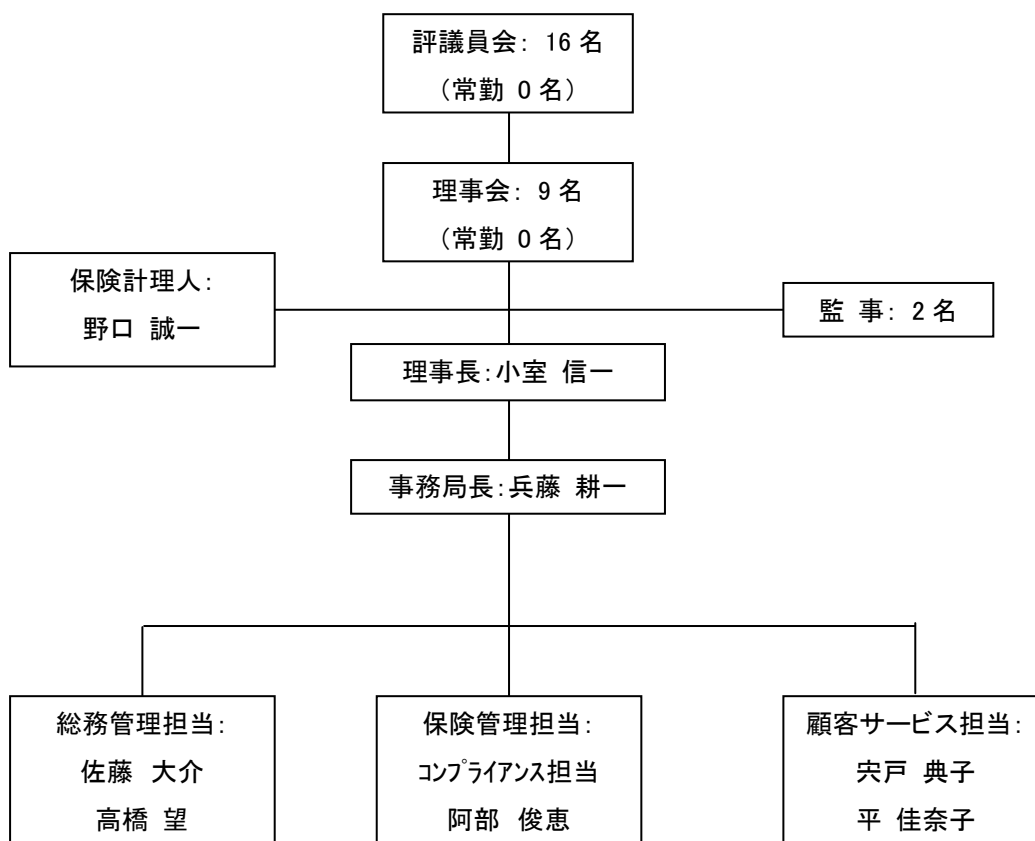 評議員会: 16 名
(常勤 0 名)
理事会: 9 名
(常勤 0 名)
保険計理人:
野口 誠一
監 事: 2 名
理事長:小室 信一
事務局長:兵藤 耕一
総務管理担当:
佐藤 大介
高橋 望
保険管理担当:
コンプライアンス担当
阿部 俊恵
顧客サービス担当:
宍戸 典子
平 佳奈子